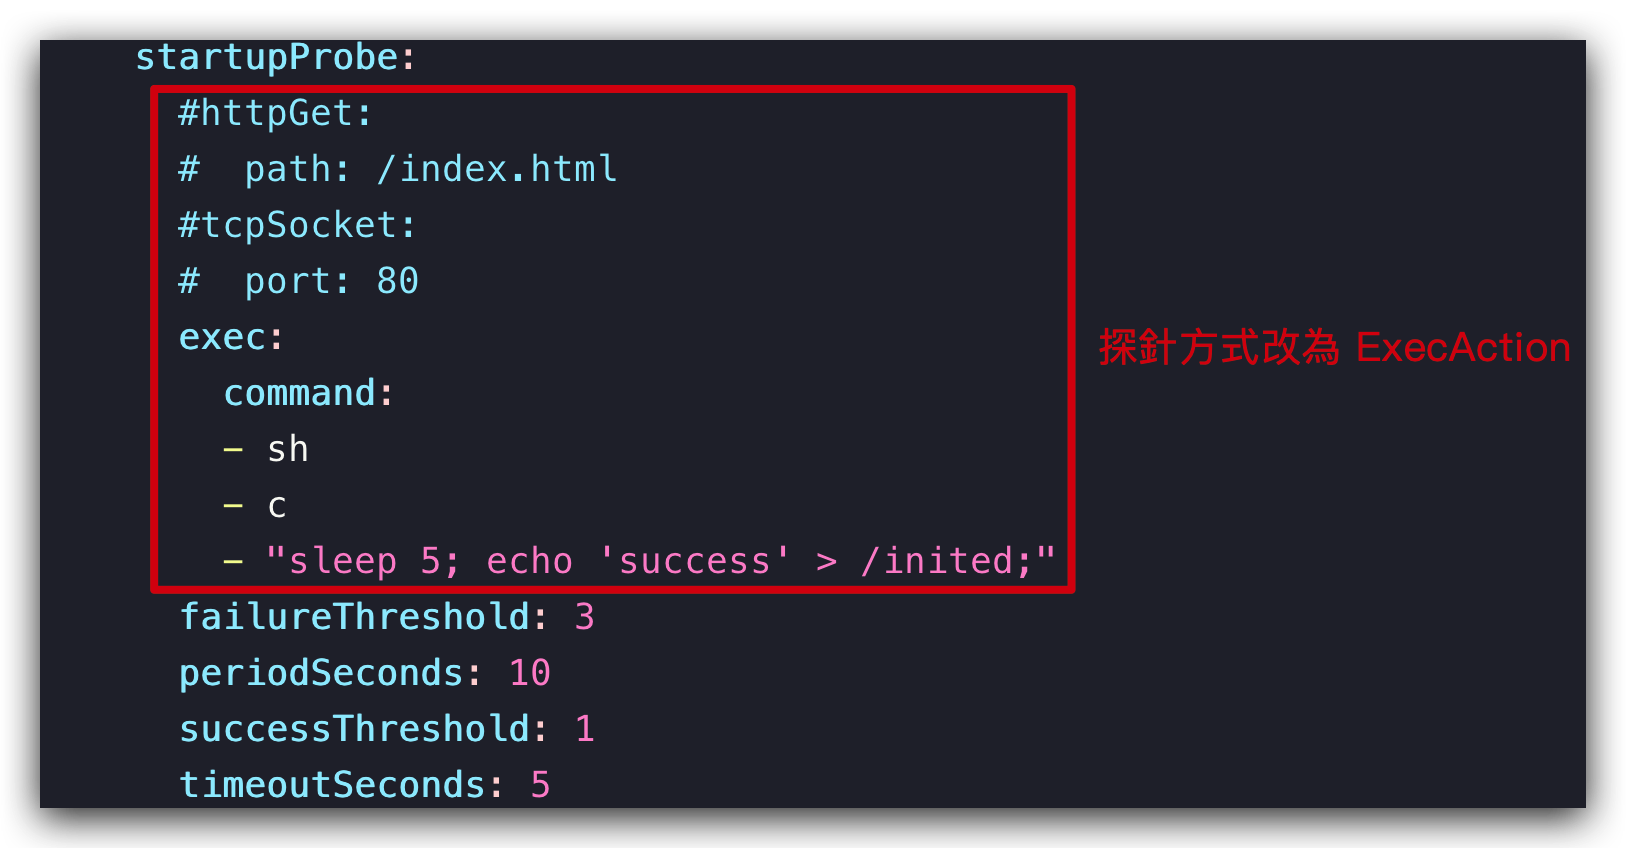 startupProbe:
#httpGet:
#  path: /index.html
#tcpSocket:
#  port: 80
exec:
command:
- sh
- c
- "sleep 5; echo 'success' > /inited;"
探針方式改為 ExecAction
failureThreshold: 3
periodSeconds: 10
successThreshold: 1
timeoutSeconds: 5